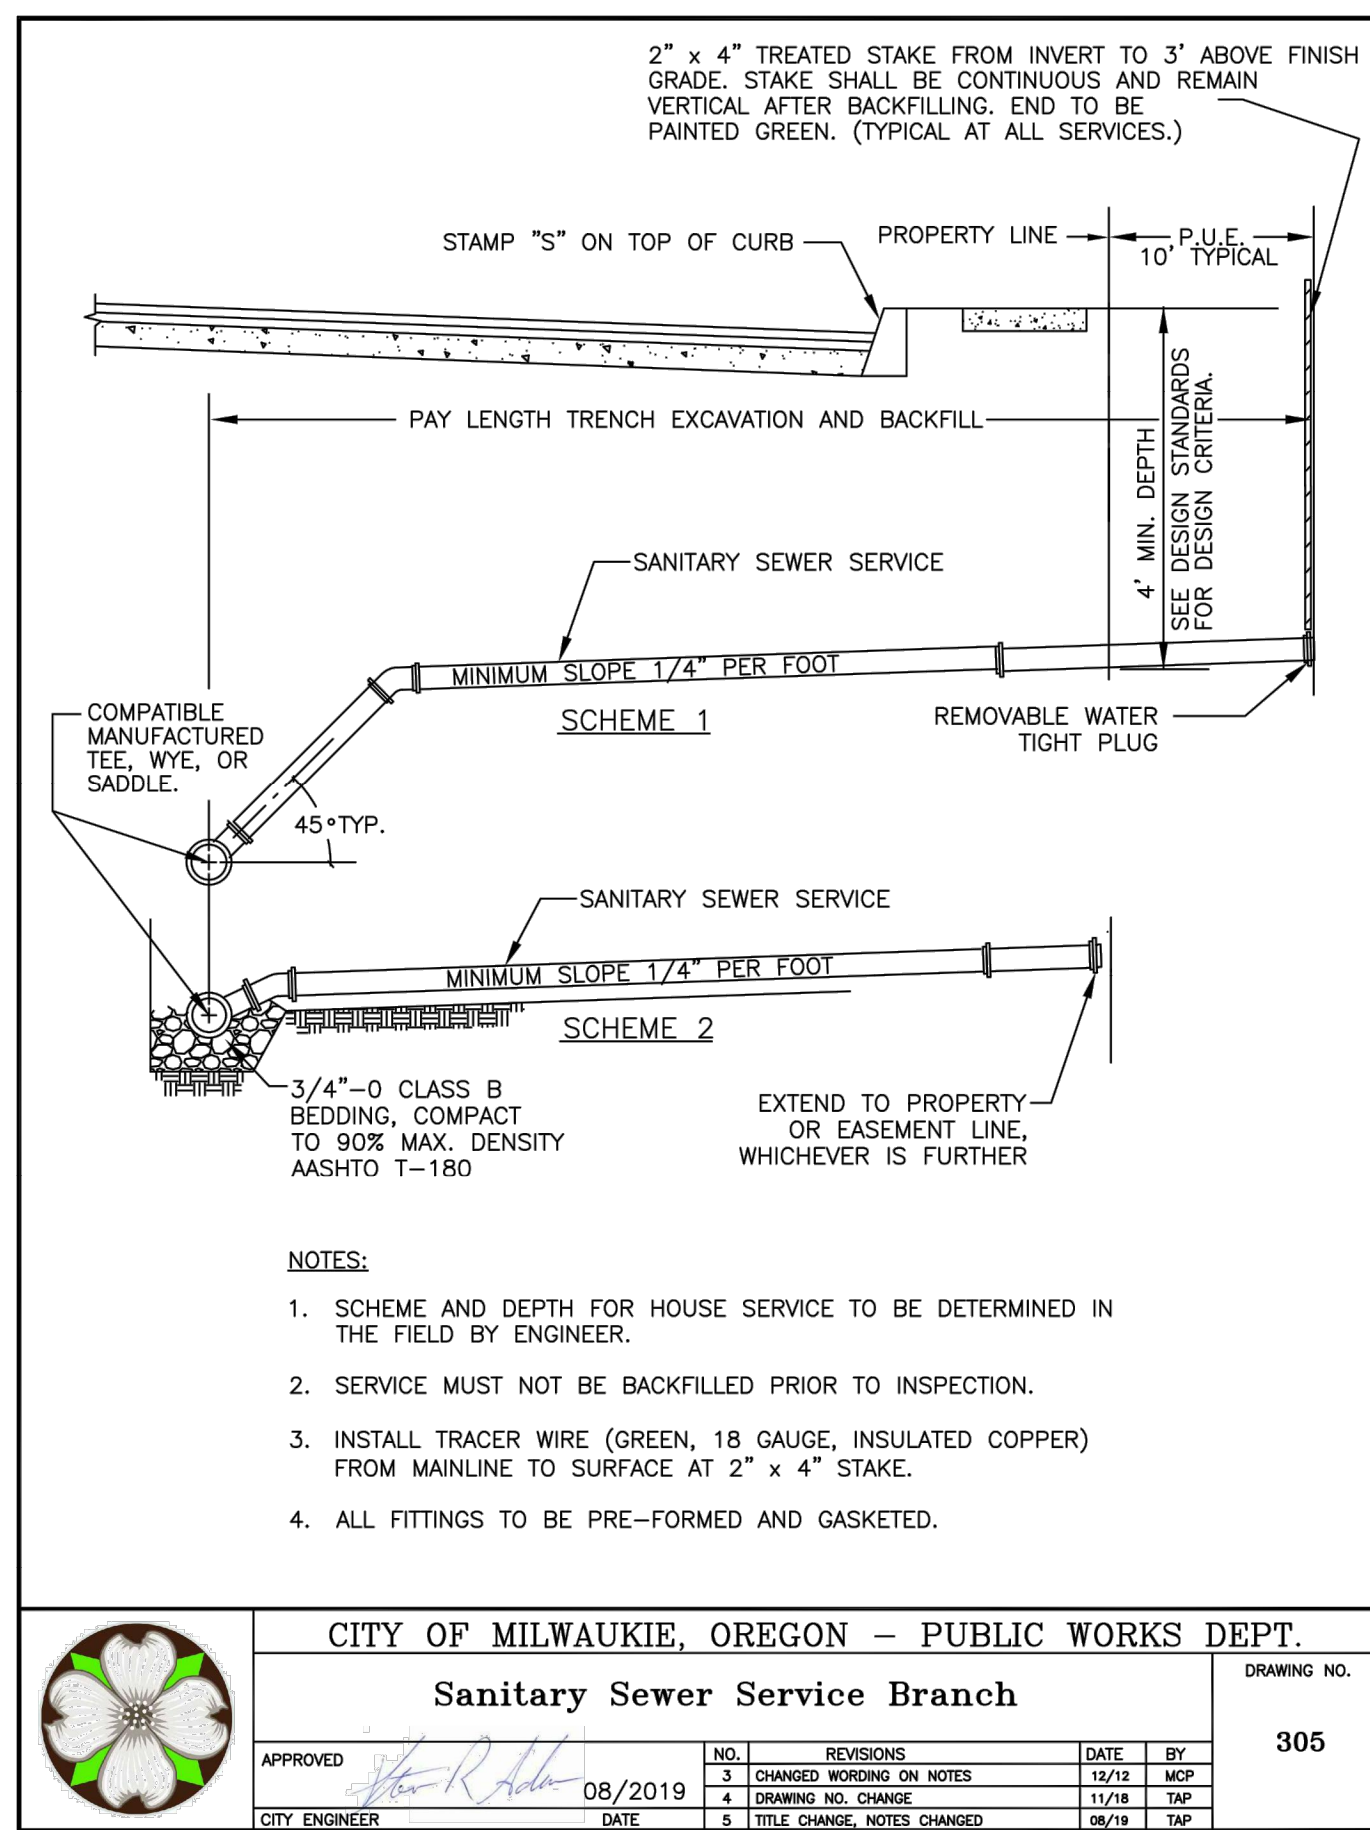 2" x 4" TREATED STAKE FROM INVERT TO 3' ABOVE FINISH
GRADE. STAKE SHALL BE CONTINUOUS AND REMAIN
VERTICAL AFTER BACKFILLING. END TO BE
PAINTED GREEN. (TYPICAL AT ALL SERVICES.)
STAMP "S" ON TOP OF CURB
PROPERTY LINE
P.U.E.
10' TYPICAL
PAY LENGTH TRENCH EXCAVATION AND BACKFILL
4' MIN. DEPTH
SEE DESIGN STANDARDS
FOR DESIGN CRITERIA.
SANITARY SEWER SERVICE
MINIMUM SLOPE 1/4" PER FOOT
SCHEME 1
REMOVABLE WATER
TIGHT PLUG
COMPATIBLE
MANUFACTURED
TEE, WYE, OR
SADDLE.
45° TYP.
SANITARY SEWER SERVICE
MINIMUM SLOPE 1/4" PER FOOT
SCHEME 2
3/4"-0 CLASS B
BEDDING, COMPACT
TO 90% MAX. DENSITY
AASHTO T-180
EXTEND TO PROPERTY
OR EASEMENT LINE,
WHICHEVER IS FURTHER
NOTES:
1. SCHEME AND DEPTH FOR HOUSE SERVICE TO BE DETERMINED IN
THE FIELD BY ENGINEER.
2. SERVICE MUST NOT BE BACKFILLED PRIOR TO INSPECTION.
3. INSTALL TRACER WIRE (GREEN, 18 GAUGE, INSULATED COPPER)
FROM MAINLINE TO SURFACE AT 2" x 4" STAKE.
4. ALL FITTINGS TO BE PRE-FORMED AND GASKETED.
CITY OF MILWAUKIE, OREGON - PUBLIC WORKS DEPT.
Sanitary Sewer Service Branch
DRAWING NO.
305
APPROVED
08/2019
CITY ENGINEER DATE
NO. REVISIONS DATE BY
3 CHANGED WORDING ON NOTES 12/12 MCP
4 DRAWING NO. CHANGE 11/18 TAP
5 TITLE CHANGE, NOTES CHANGED 08/19 TAP